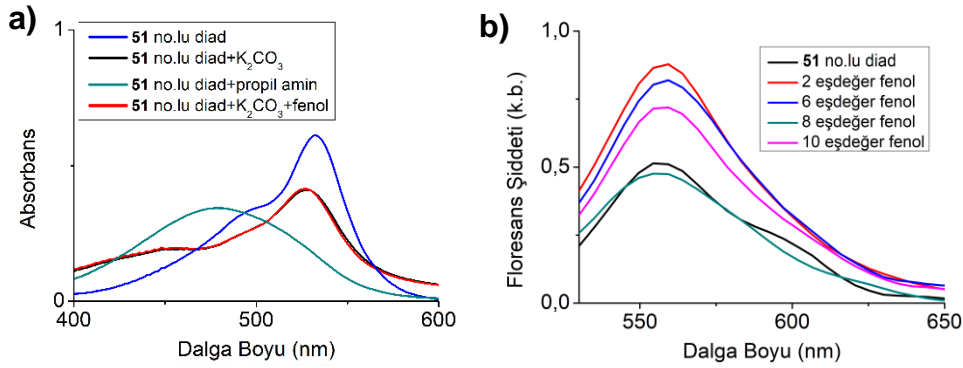 a)
1
51 no.lu diad
51 no.lu diad+K₂CO₃
51 no.lu diad+propil amin
51 no.lu diad+K₂CO₃+fenol
Absorbans
0
400
500
600
Dalga Boyu (nm)
b)
1,0
51 no.lu diad
2 eşdeğer fenol
6 eşdeğer fenol
8 eşdeğer fenol
10 eşdeğer fenol
Floresans Şiddeti (k.b.)
0,5
0,0
550
600
650
Dalga Boyu (nm)